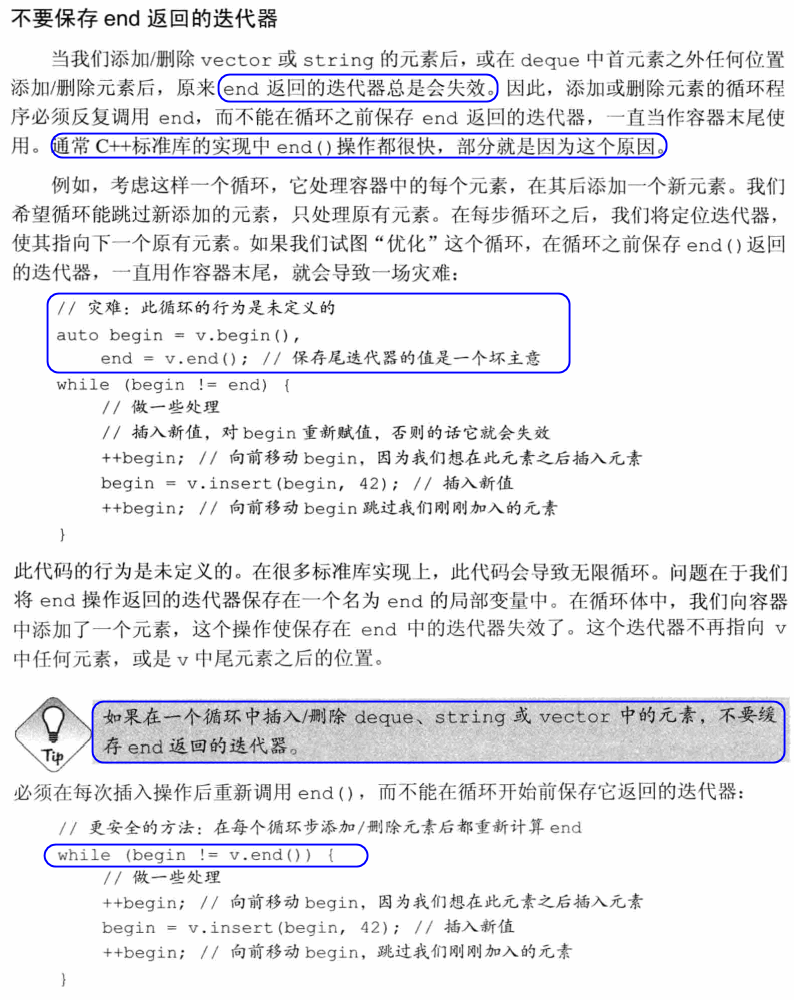 不要保存 end 返回的迭代器
当我们添加/删除 vector 或 string 的元素后，或在 deque 中首元素之外任何位置
添加/删除元素后，原来 end 返回的迭代器总是会失效。因此，添加或删除元素的循环程
序必须反复调用 end，而不能在循环之前保存 end 返回的迭代器，一直当作容器末尾使
用。通常 C++标准库的实现中 end()操作都很快，部分就是因为这个原因。
例如，考虑这样一个循环，它处理容器中的每个元素，在其后添加一个新元素。我们
希望循环能跳过新添加的元素，只处理原有元素。在每步循环之后，我们将定位迭代器，
使其指向下一个原有元素。如果我们试图“优化”这个循环，在循环之前保存 end()返回
的迭代器，一直用作容器末尾，就会导致一场灾难：
// 灾难：此循环的行为是未定义的
auto begin = v.begin(),
end = v.end(); // 保存尾迭代器的值是一个坏主意
while (begin != end) {
// 做一些处理
// 插入新值，对 begin 重新赋值，否则的话它就会失效
++begin; // 向前移动 begin，因为我们想在此元素之后插入元素
begin = v.insert(begin, 42); // 插入新值
++begin; // 向前移动 begin 跳过我们刚刚加入的元素
}
此代码的行为是未定义的。在很多标准库实现上，此代码会导致无限循环。问题在于我们
将 end 操作返回的迭代器保存在一个名为 end 的局部变量中。在循环体中，我们向容器
中添加了一个元素，这个操作使保存在 end 中的迭代器失效了。这个迭代器不再指向 v
中任何元素，或是 v 中尾元素之后的位置。
Tip
如果在一个循环中插入/删除 deque、string 或 vector 中的元素，不要缓
存 end 返回的迭代器。
必须在每次插入操作后重新调用 end()，而不能在循环开始前保存它返回的迭代器：
// 更安全的方法：在每个循环步添加/删除元素后都重新计算 end
while (begin != v.end()) {
// 做一些处理
++begin; // 向前移动 begin，因为我们想在此元素之后插入元素
begin = v.insert(begin, 42); // 插入新值
++begin; // 向前移动 begin，跳过我们刚刚加入的元素
}